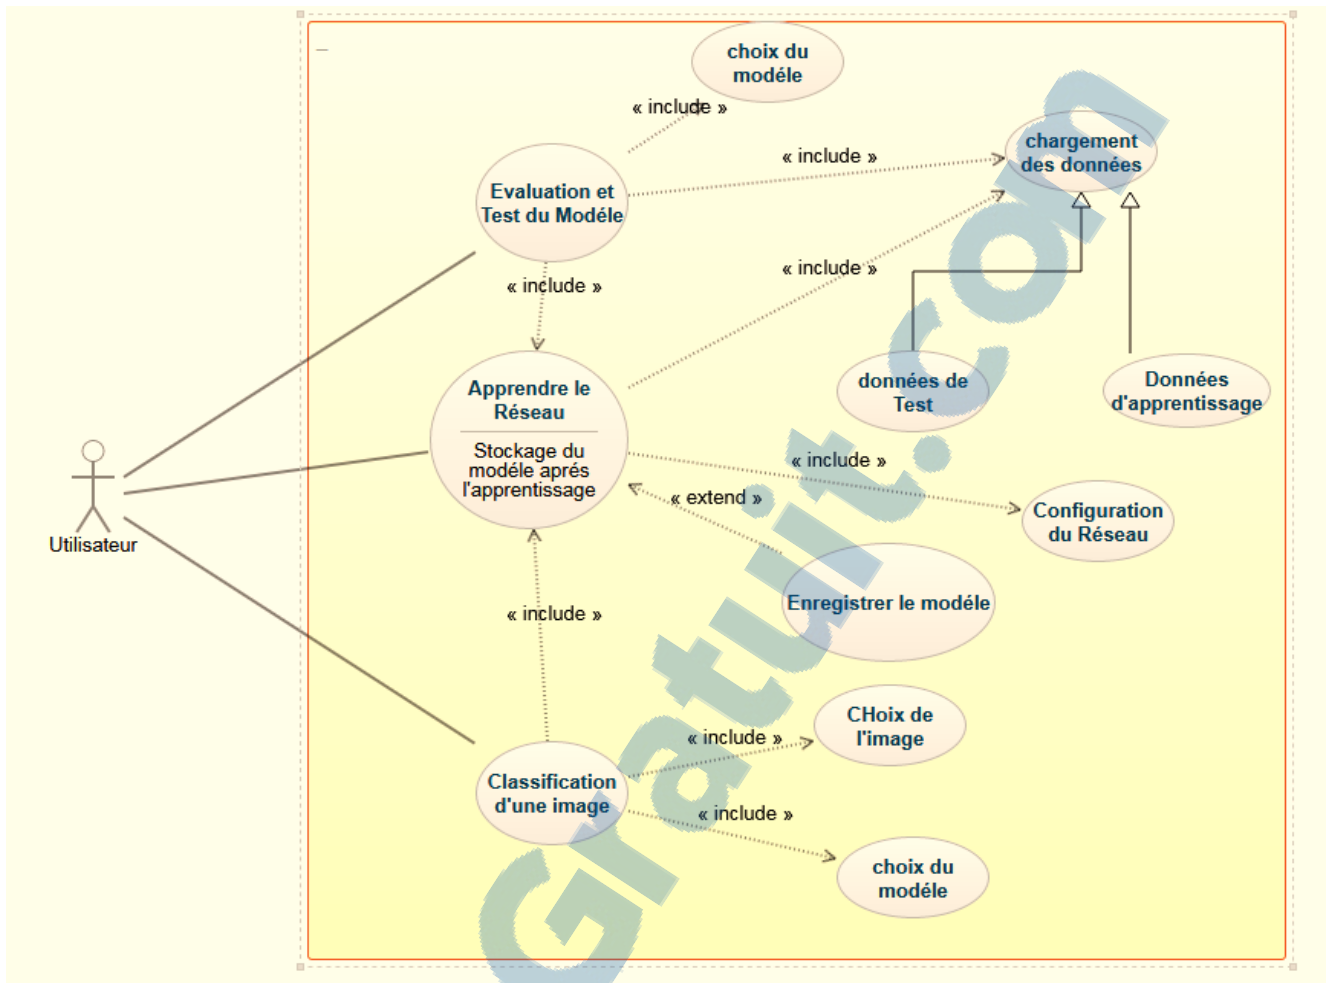 choix du
modéle
« include »
« include »
chargement
des données
Evaluation et
Test du Modéle
« include »
« include »
Apprendre le
Réseau
Stockage du
modéle aprés
l'apprentissage
données de
Test
Données
d'apprentissage
« include »
« extend »
Configuration
du Réseau
Utilisateur
Enregistrer le modéle
« include »
CHoix de
l'image
« include »
Classification
d'une image
« include »
choix du
modéle
Gratuit.com